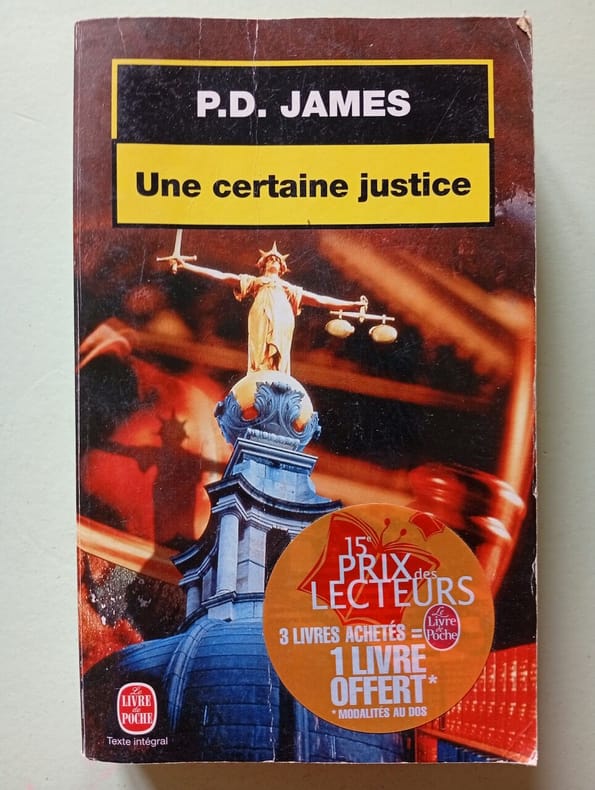 P.D. JAMES
Une certaine justice
15e
PRIX des
LECTEURS
3 LIVRES ACHETÉS =
Le
Livre
de
Poche
1 LIVRE
OFFERT*
*MODALITÉS AU DOS
Le
LIVRE
de
POCHE
Texte intégral